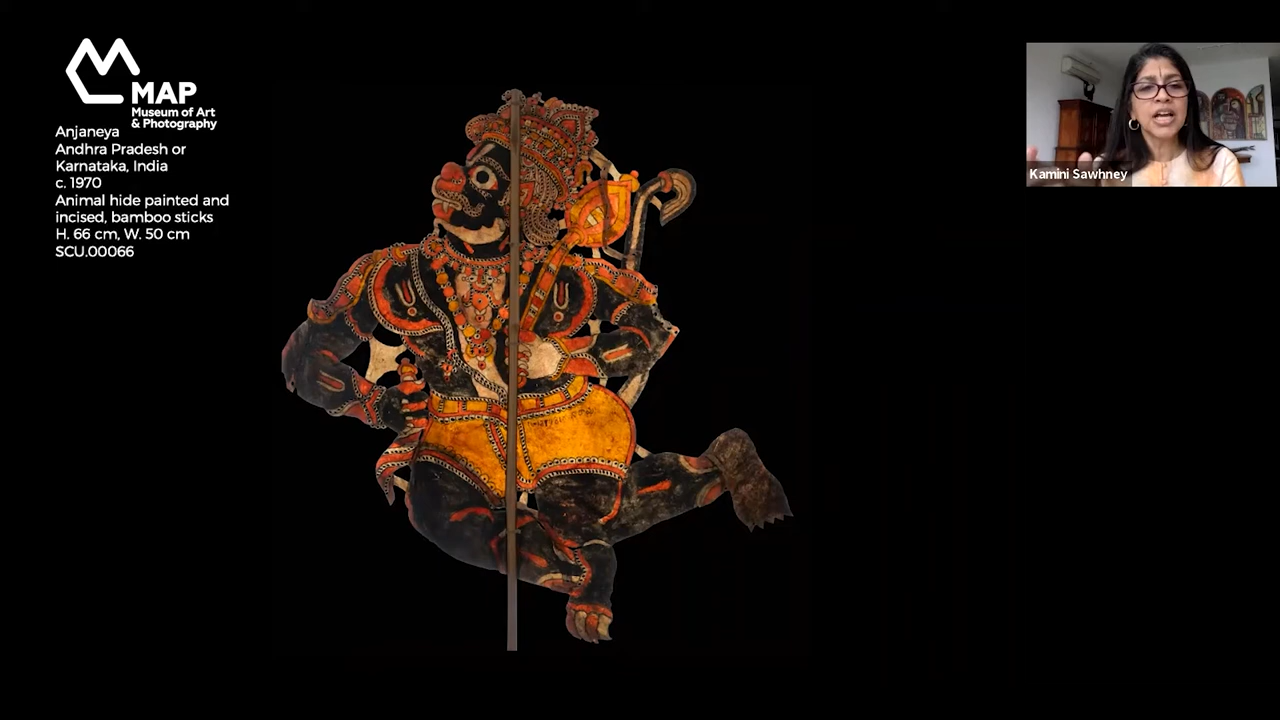 MAP
Museum of Art
& Photography
Anjaneya
Andhra Pradesh or
Karnataka, India
c. 1970
Animal hide painted and
incised, bamboo sticks
H. 66 cm, W. 50 cm
SCU.00066
Kamini Sawhney